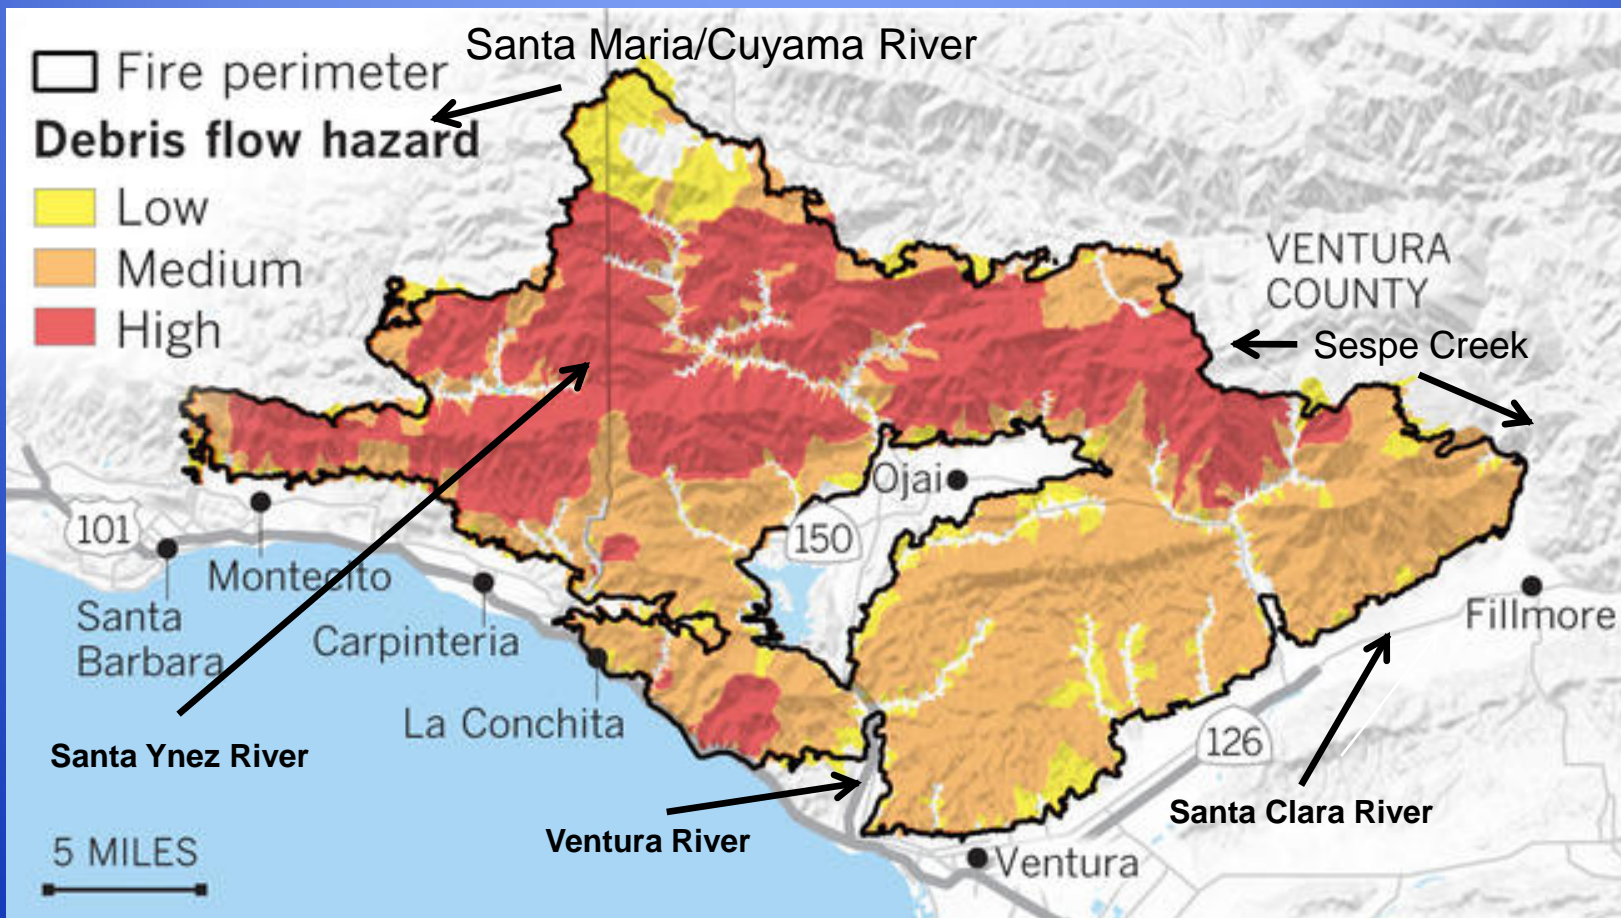 Santa Maria/Cuyama River
Fire perimeter
Debris flow hazard
Low
Medium
High
VENTURA
COUNTY
Sespe Creek
Ojai
150
101
Montecito
Santa
Barbara
Carpinteria
La Conchita
Fillmore
Santa Ynez River
126
Santa Clara River
Ventura River
5 MILES
Ventura